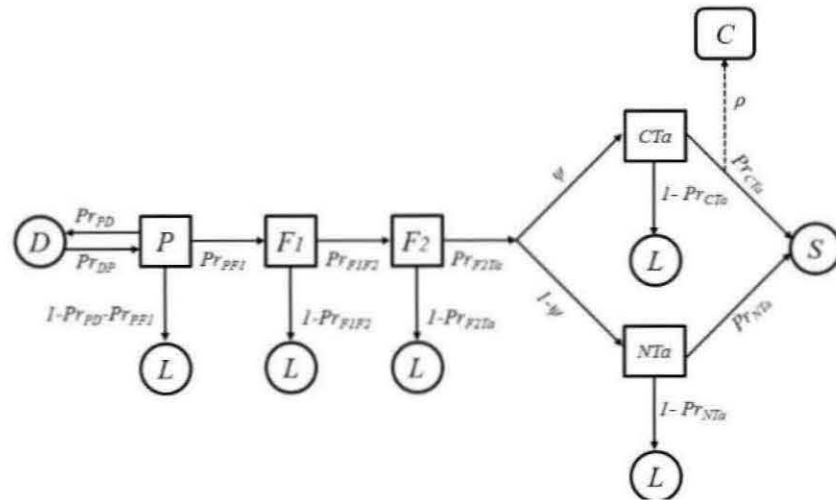 C
ρ
CTa
Pr_CTa
ψ
1- Pr_CTa
Pr_PD
D
P
F1
F2
S
Pr_DP
Pr_PF1
Pr_F1F2
Pr_F2Ta
L
1-Pr_PD-Pr_PF1
1-Pr_F1F2
1-Pr_F2Ta
1-ψ
Pr_NTa
NTa
L
L
L
1- Pr_NTa
L